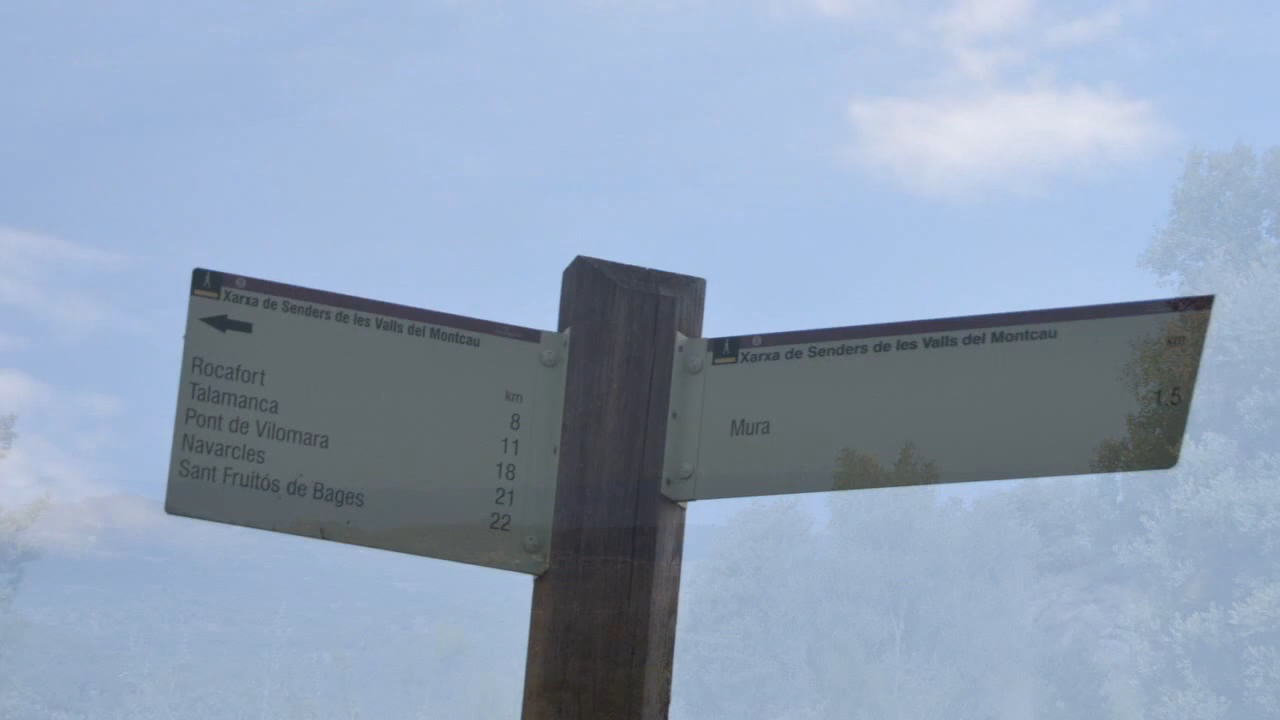 Xarxa de Senders de les Valls del Montcau
km
Rocafort 8
Talamanca 11
Pont de Vilomara 18
Navarcles 21
Sant Fruitós de Bages 22
Xarxa de Senders de les Valls del Montcau
km
Mura 1.5